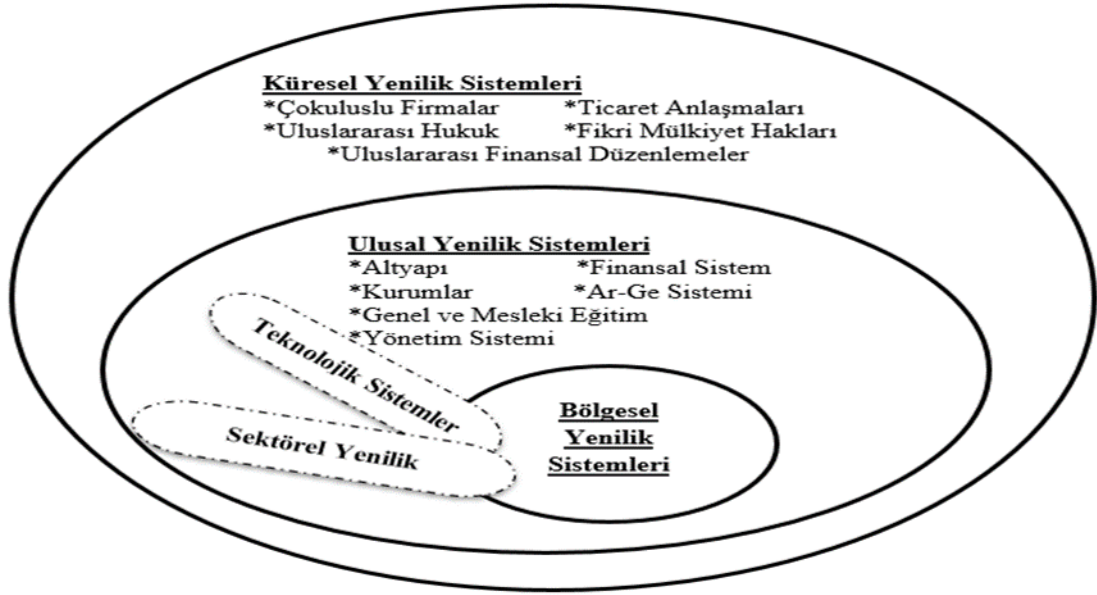 Küresel Yenilik Sistemleri
*Çokuluslu Firmalar *Ticaret Anlaşmaları
*Uluslararası Hukuk *Fikri Mülkiyet Hakları
*Uluslararası Finansal Düzenlemeler
Ulusal Yenilik Sistemleri
*Altyapı *Finansal Sistem
*Kurumlar *Ar-Ge Sistemi
*Genel ve Mesleki Eğitim
*Yönetim Sistemi
Teknolojik Sistemler
Sektörel Yenilik
Bölgesel
Yenilik
Sistemleri